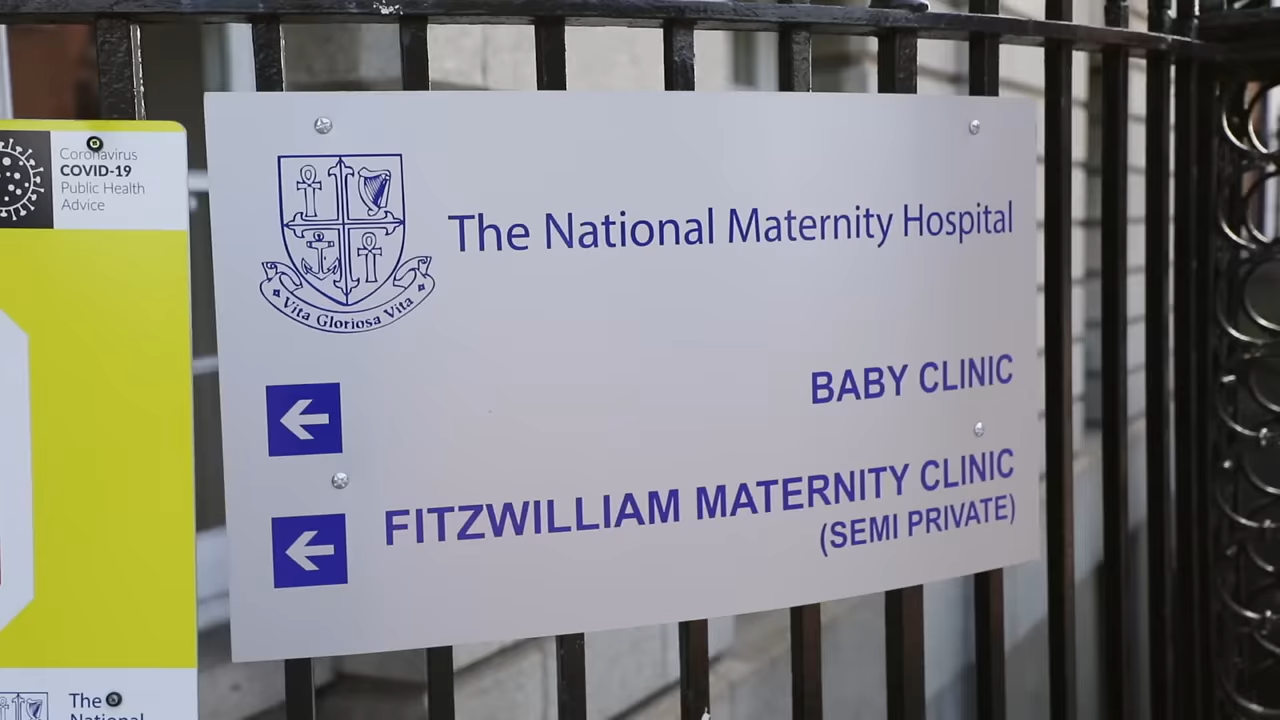 Coronavirus
COVID-19
Public Health
Advice
The National Maternity Hospital
Vita Gloriosa Vita
BABY CLINIC
FITZWILLIAM MATERNITY CLINIC
(SEMI PRIVATE)
The
National